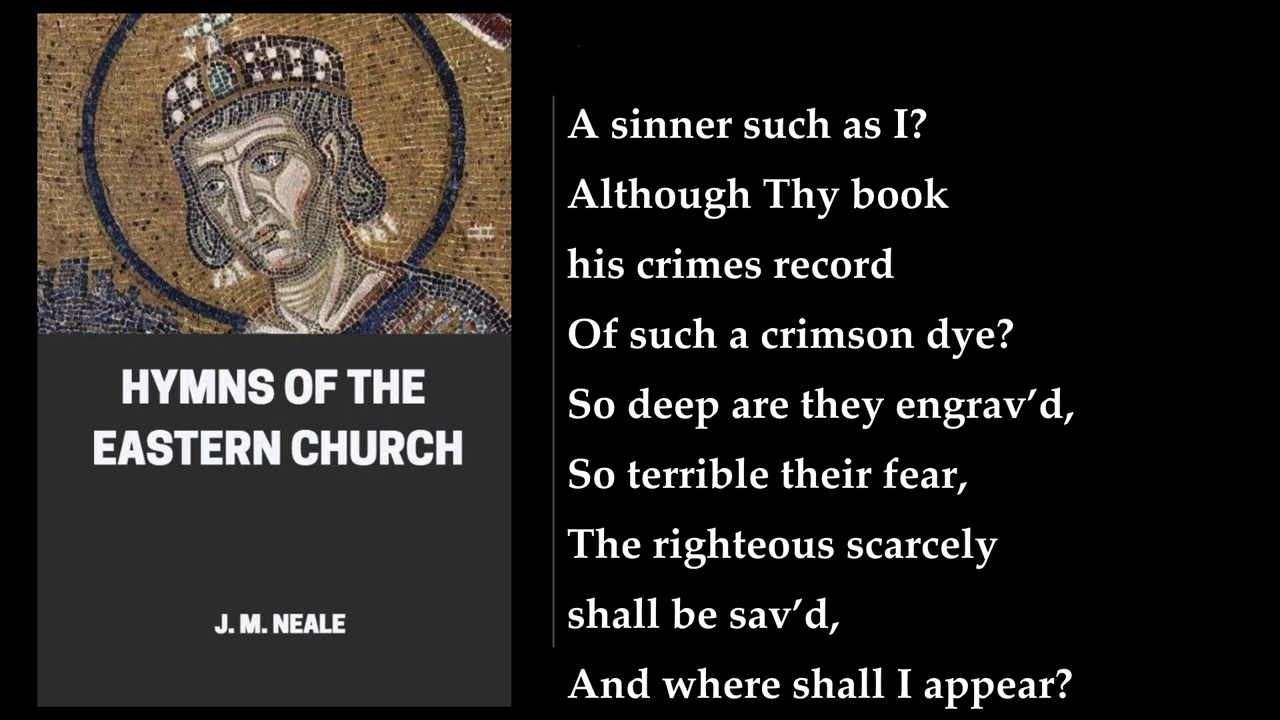 HYMNS OF THE
EASTERN CHURCH
J. M. NEALE
A sinner such as I?
Although Thy book
his crimes record
Of such a crimson dye?
So deep are they engrav’d,
So terrible their fear,
The righteous scarcely
shall be sav’d,
And where shall I appear?